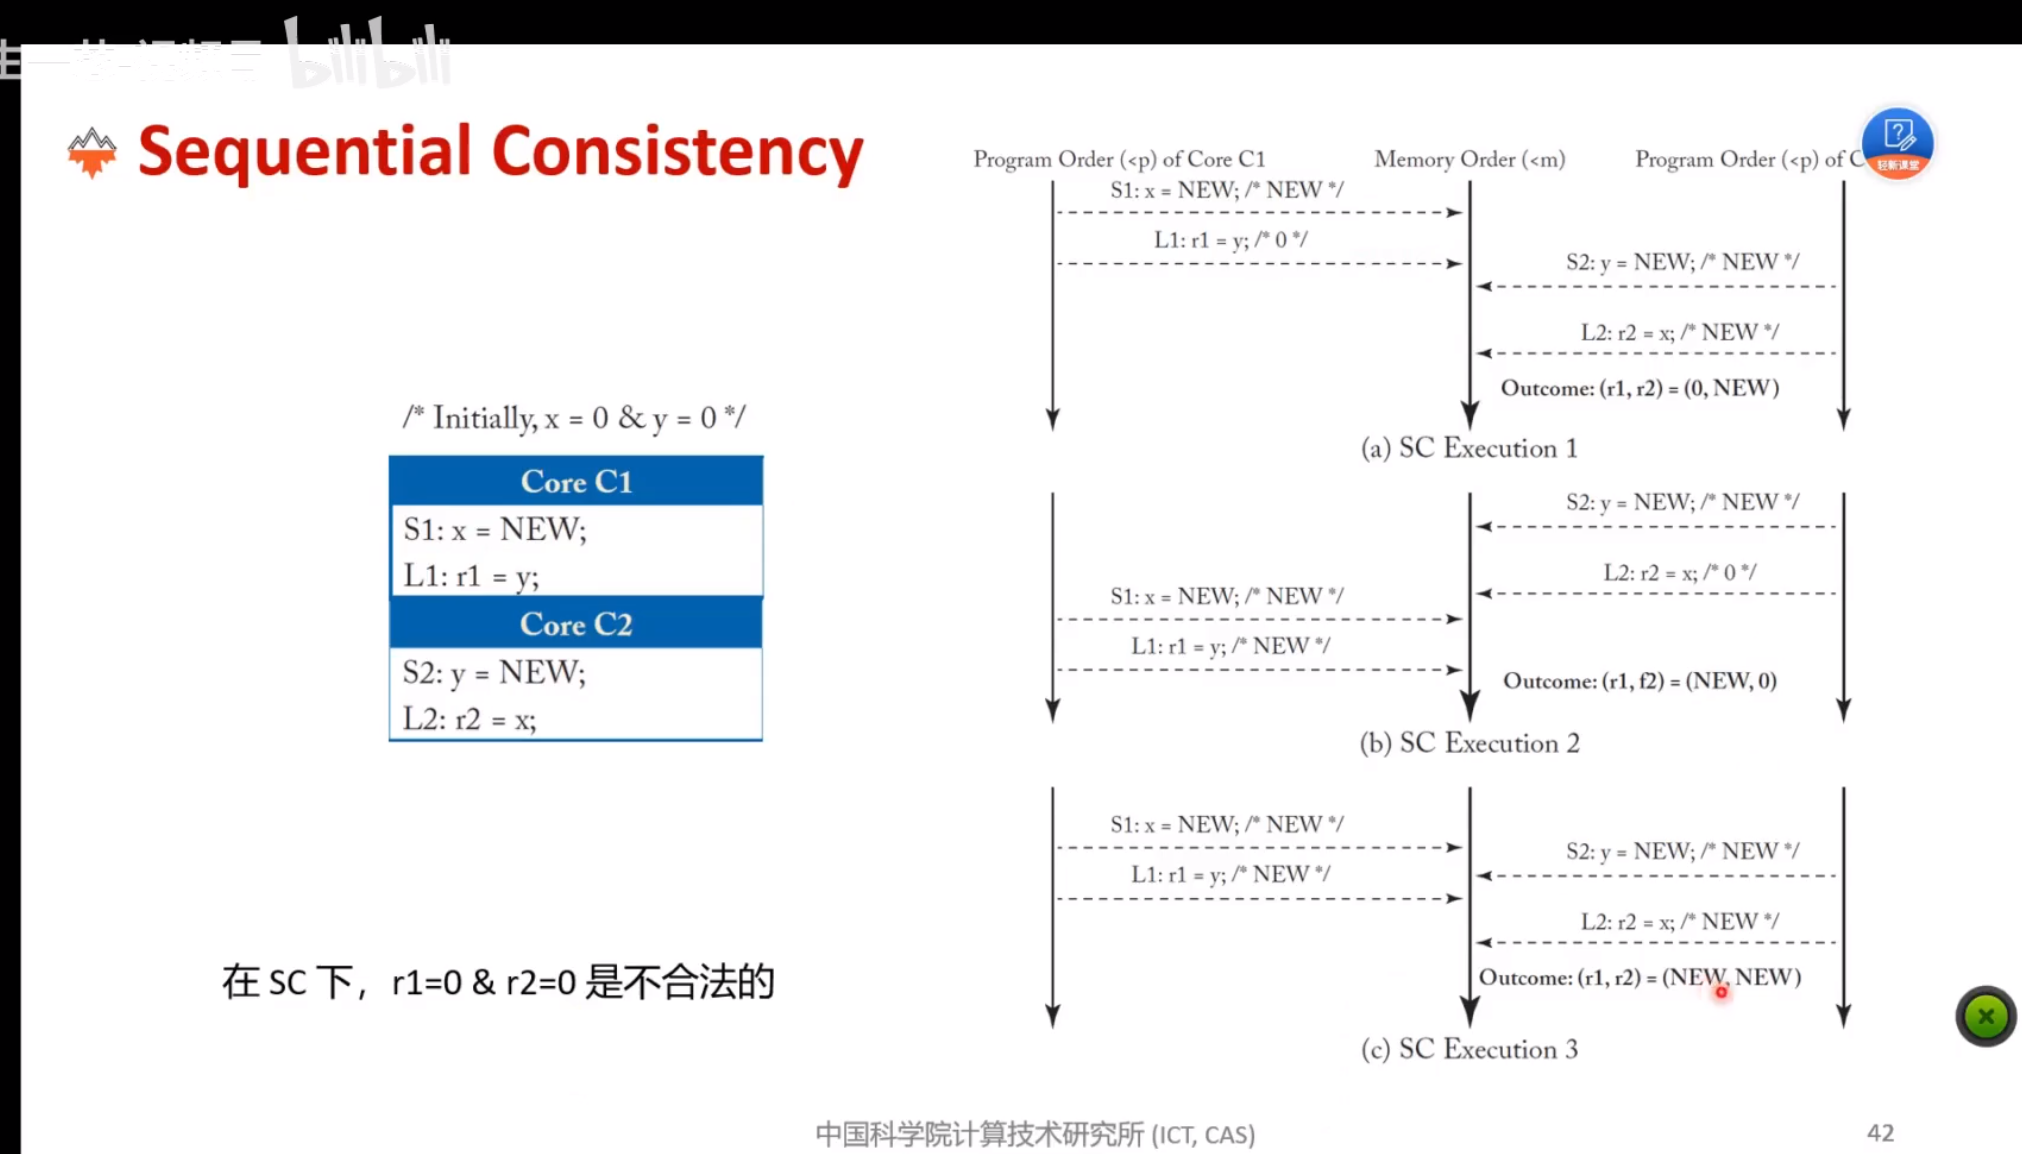 bilibili
Sequential Consistency
/* Initially, x = 0 & y = 0 */
Core C1
S1: x = NEW;
L1: r1 = y;
Core C2
S2: y = NEW;
L2: r2 = x;
在 SC 下，r1=0 & r2=0 是不合法的
Program Order (<p) of Core C1
Memory Order (<m)
Program Order (<p) of C
轻新课堂
S1: x = NEW; /* NEW */
L1: r1 = y; /* 0 */
S2: y = NEW; /* NEW */
L2: r2 = x; /* NEW */
Outcome: (r1, r2) = (0, NEW)
(a) SC Execution 1
S2: y = NEW; /* NEW */
L2: r2 = x; /* 0 */
S1: x = NEW; /* NEW */
L1: r1 = y; /* NEW */
Outcome: (r1, f2) = (NEW, 0)
(b) SC Execution 2
S1: x = NEW; /* NEW */
L1: r1 = y; /* NEW */
S2: y = NEW; /* NEW */
L2: r2 = x; /* NEW */
Outcome: (r1, r2) = (NEW, NEW)
(c) SC Execution 3
中国科学院计算技术研究所 (ICT, CAS)
42